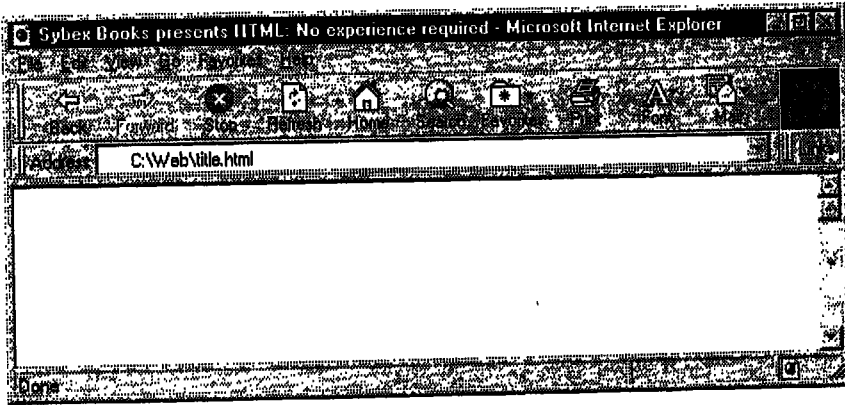 Sybex Books presents HTML: No experience required - Microsoft Internet Explorer
File Edit View Go Favorites Help
Back Forward Stop Refresh Home Search Favorites Print Font Mail
Address C:\Web\title.html
Done